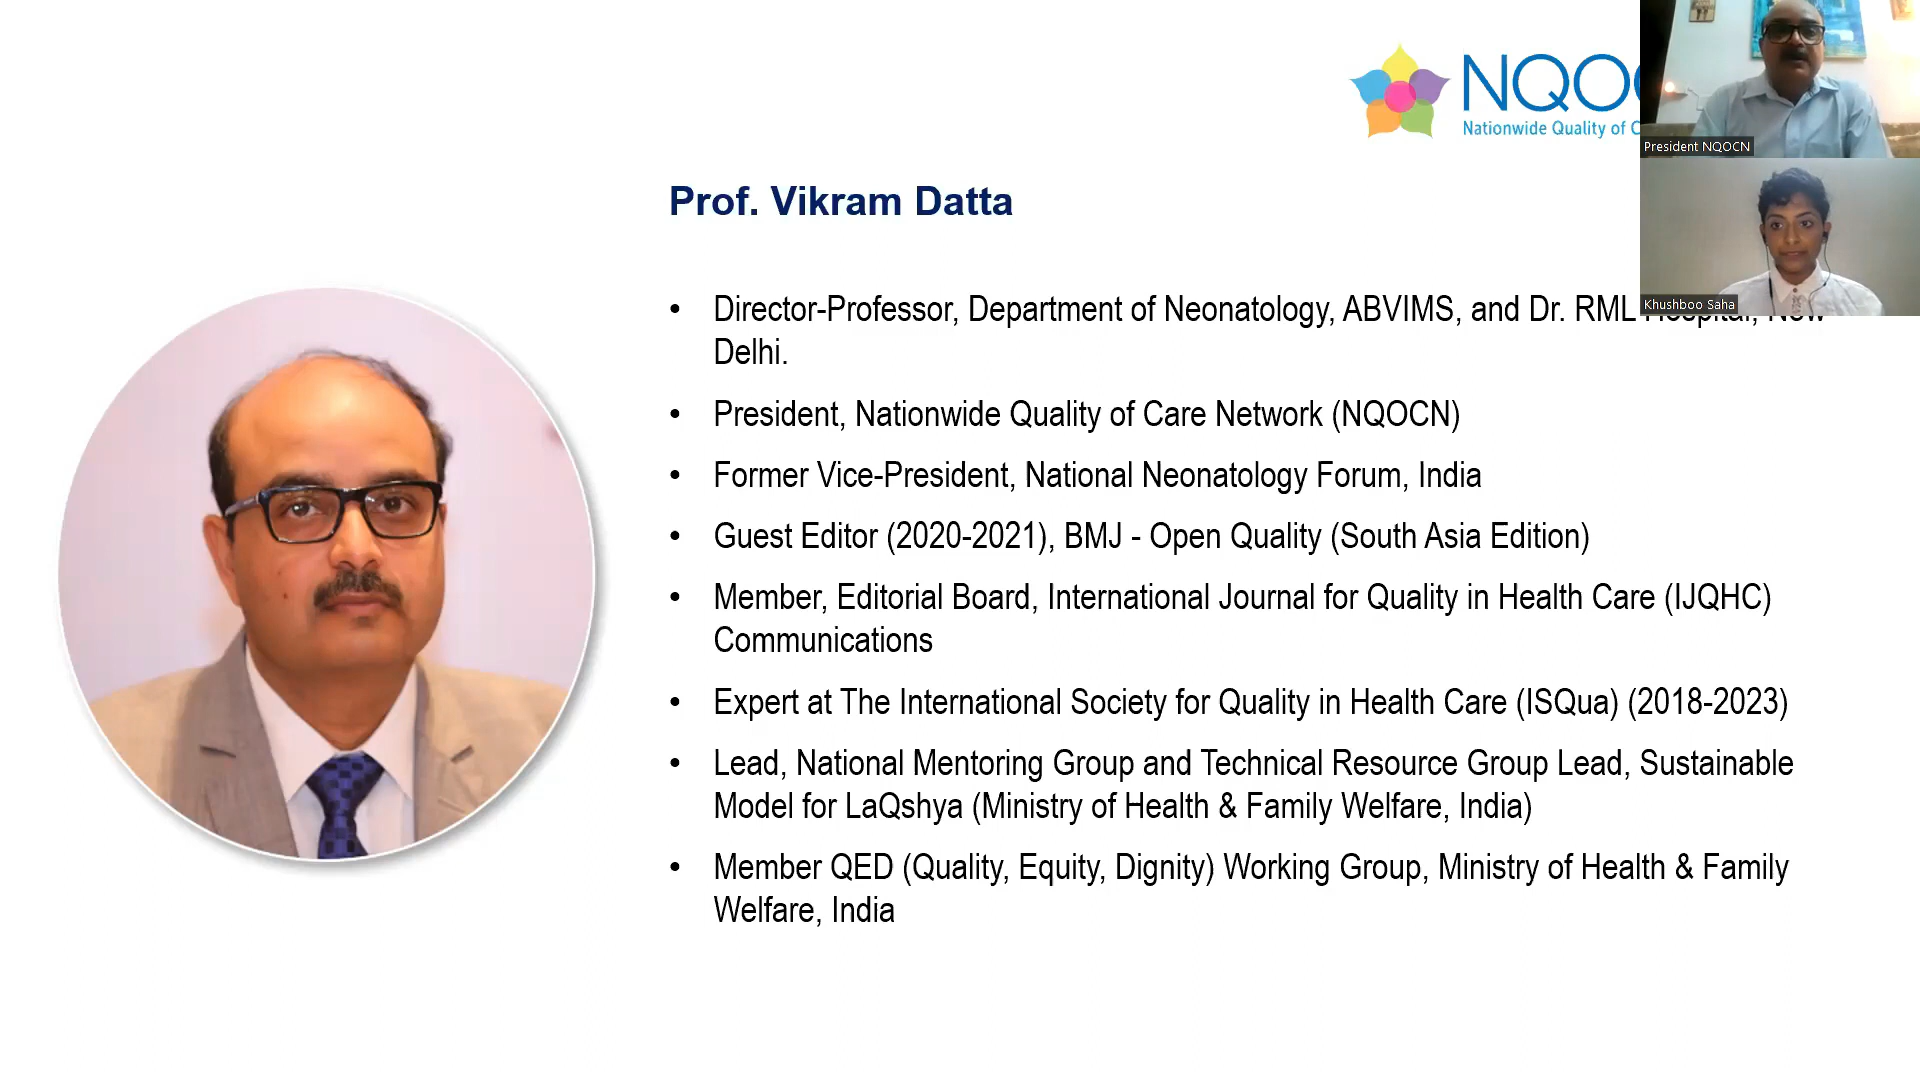 NQOC
Nationwide Quality of C
President NQOCN
Prof. Vikram Datta
Khushboo Saha
• Director-Professor, Department of Neonatology, ABVIMS, and Dr. RML Hospital, New
Delhi.
• President, Nationwide Quality of Care Network (NQOCN)
• Former Vice-President, National Neonatology Forum, India
• Guest Editor (2020-2021), BMJ - Open Quality (South Asia Edition)
• Member, Editorial Board, International Journal for Quality in Health Care (IJQHC)
Communications
• Expert at The International Society for Quality in Health Care (ISQua) (2018-2023)
• Lead, National Mentoring Group and Technical Resource Group Lead, Sustainable
Model for LaQshya (Ministry of Health & Family Welfare, India)
• Member QED (Quality, Equity, Dignity) Working Group, Ministry of Health & Family
Welfare, India